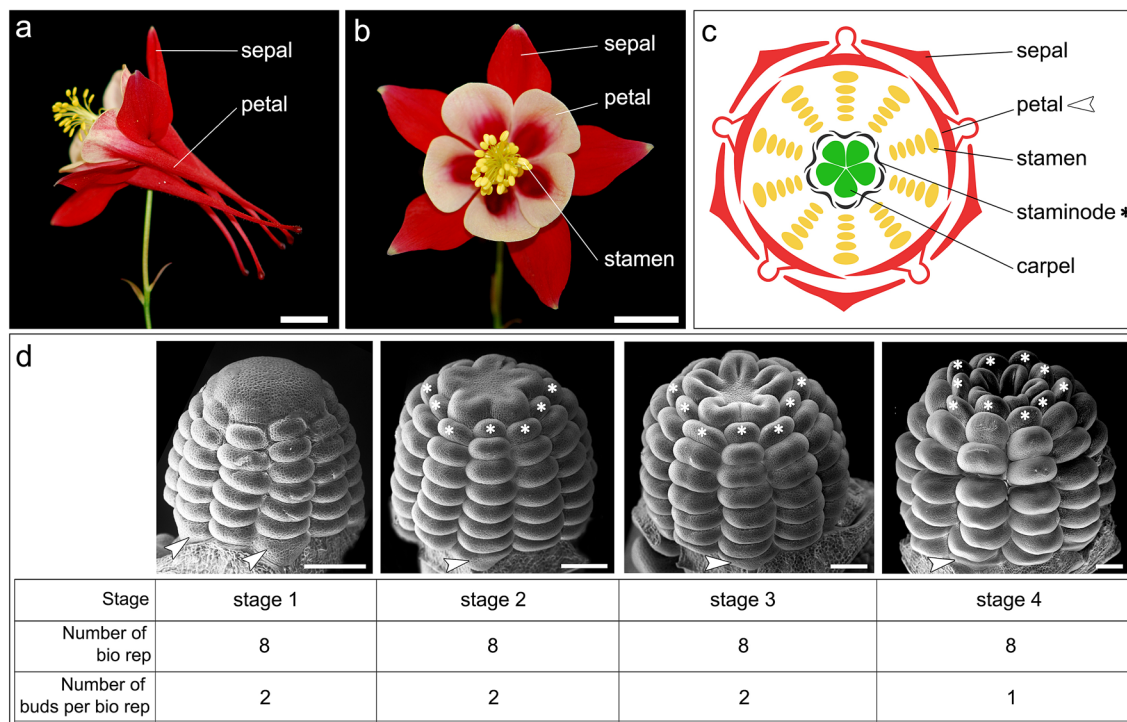 a
sepal
petal
b
sepal
petal
stamen
c
sepal
petal
stamen
staminode *
carpel
d
* * * * * * *
* * * * * * *
* * * * * * * * * *
Stage stage 1 stage 2 stage 3 stage 4
Number of
bio rep 8 8 8 8
Number of
buds per bio rep 2 2 2 1